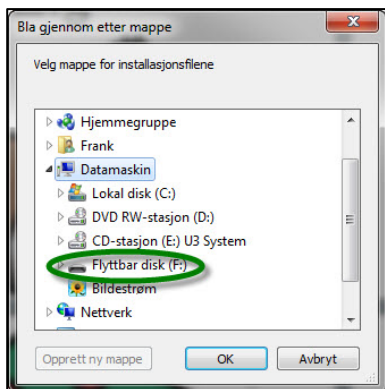 Bla gjennom etter mappe
Velg mappe for installasjonsfilene
Hjemmegruppe
Frank
Datamaskin
Lokal disk (C:)
DVD RW-stasjon (D:)
CD-stasjon (E:) U3 System
Flyttbar disk (F:)
Bildestrøm
Nettverk
Opprett ny mappe OK Avbryt